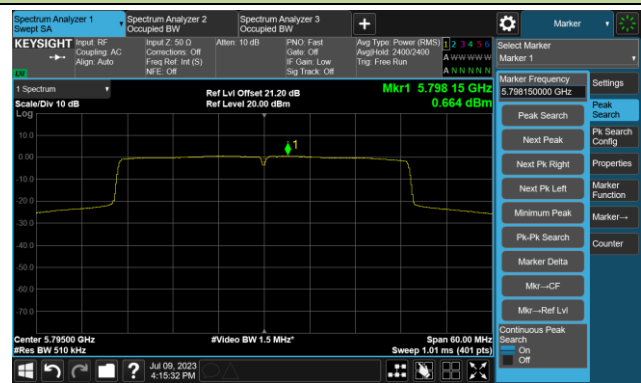 Spectrum Analyzer 1
Swept SA
Spectrum Analyzer 2
Occupied BW
Spectrum Analyzer 3
Occupied BW
Marker
KEYSIGHT
Input: RF
Coupling: AC
Align: Auto
Input Z: 50 Ω
Corrections: Off
Freq Ref: Int (S)
NFE: Off
Atten: 10 dB
PNO: Fast
Gate: Off
IF Gain: Low
Sig Track: Off
Avg Type: Power (RMS)
Avg|Hold: 2400/2400
Trig: Free Run
1 2 3 4 5 6
A W W W W W
A N N N N N
Select Marker
Marker 1
1 Spectrum
Scale/Div 10 dB
Log
Ref Lvl Offset 21.20 dB
Ref Level 20.00 dBm
Mkr1 5.798 15 GHz
0.664 dBm
10.0
0.00
-10.0
-20.0
-30.0
-40.0
-50.0
-60.0
-70.0
1
Center 5.79500 GHz
#Res BW 510 kHz
#Video BW 1.5 MHz*
Span 60.00 MHz
Sweep 1.01 ms (401 pts)
Marker Frequency
5.798150000 GHz
Peak Search
Next Peak
Next Pk Right
Next Pk Left
Minimum Peak
Pk-Pk Search
Marker Delta
Mkr→CF
Mkr→Ref Lvl
Continuous Peak
Search
On
Off
Settings
Peak
Search
Pk Search
Config
Properties
Marker
Function
Marker→
Counter
?
Jul 09, 2023
4:15:32 PM